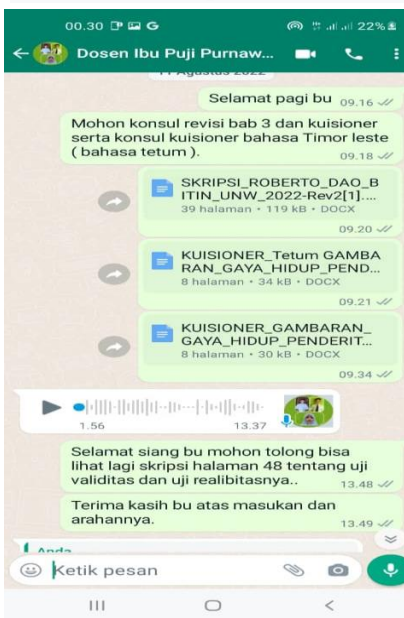 00.30 G 22%
Dosen Ibu Puji Purnaw...
11 Agustus 2022
Selamat pagi bu 09.16
Mohon konsul revisi bab 3 dan kuisioner
serta konsul kuisioner bahasa Timor leste
( bahasa tetum ). 09.18
SKRIPSI_ROBERTO_DAO_B
ITIN_UNW_2022-Rev2[1]....
39 halaman • 119 kB • DOCX
09.20
KUISIONER_Tetum GAMBA
RAN_GAYA_HIDUP_PEND...
8 halaman • 34 kB • DOCX
09.21
KUISIONER_GAMBARAN_
GAYA_HIDUP_PENDERIT...
8 halaman • 30 kB • DOCX
09.34
1.56 13.37
Selamat siang bu mohon tolong bisa
lihat lagi skripsi halaman 48 tentang uji
validitas dan uji realibitasnya.. 13.48
Terima kasih bu atas masukan dan
arahannya. 13.49
Anda
Ketik pesan